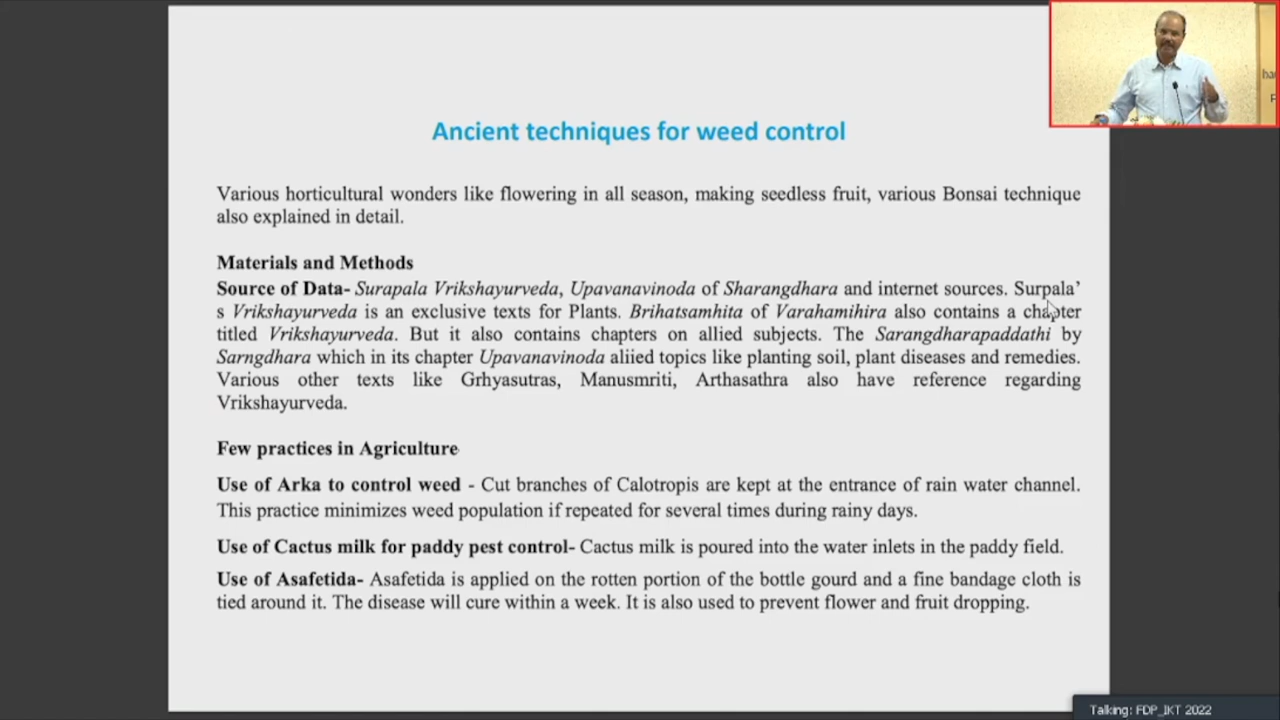 Ancient techniques for weed control
Various horticultural wonders like flowering in all season, making seedless fruit, various Bonsai technique
also explained in detail.
Materials and Methods
Source of Data- Surapala Vrikshayurveda, Upavanavinoda of Sharangdhara and internet sources. Surpala’
s Vrikshayurveda is an exclusive texts for Plants. Brihatsamhita of Varahamihira also contains a chapter
titled Vrikshayurveda. But it also contains chapters on allied subjects. The Sarangdharapaddathi by
Sarngdhara which in its chapter Upavanavinoda aliied topics like planting soil, plant diseases and remedies.
Various other texts like Grhyasutras, Manusmriti, Arthasathra also have reference regarding
Vrikshayurveda.
Few practices in Agriculture
Use of Arka to control weed - Cut branches of Calotropis are kept at the entrance of rain water channel.
This practice minimizes weed population if repeated for several times during rainy days.
Use of Cactus milk for paddy pest control- Cactus milk is poured into the water inlets in the paddy field.
Use of Asafetida- Asafetida is applied on the rotten portion of the bottle gourd and a fine bandage cloth is
tied around it. The disease will cure within a week. It is also used to prevent flower and fruit dropping.
Talking: FDP_IKT 2022